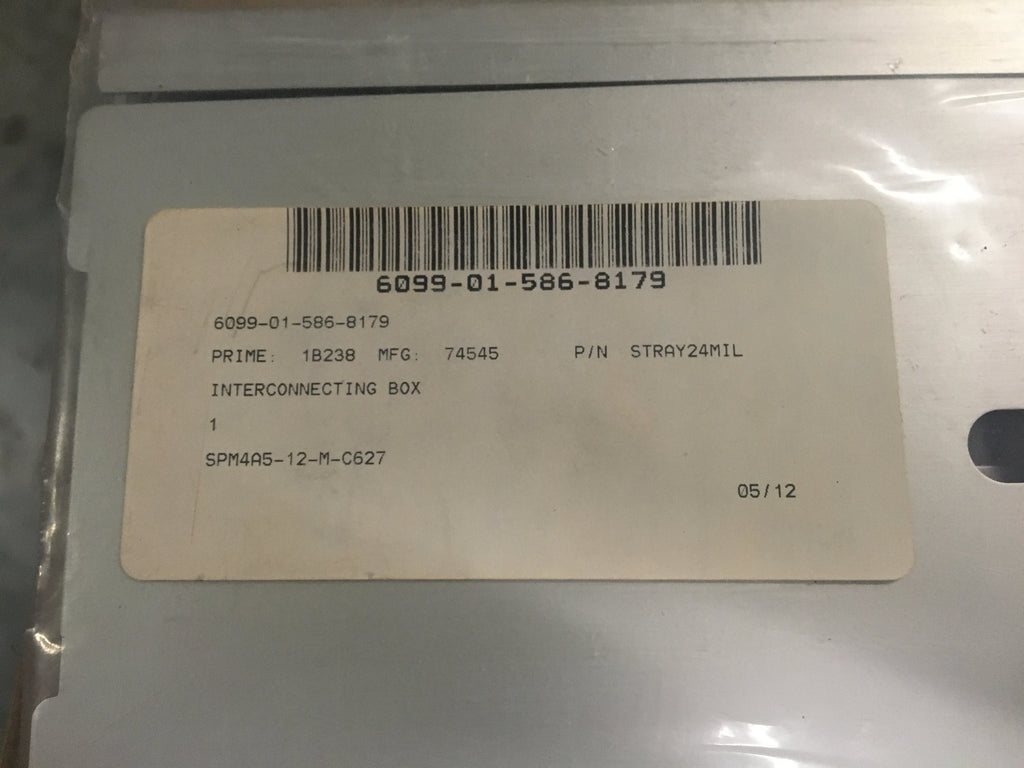 6099-01-586-8179
6099-01-586-8179
PRIME: 1B238 MFG: 74545 P/N STRAY24MIL
INTERCONNECTING BOX
1
SPM4A5-12-M-C627
05/12